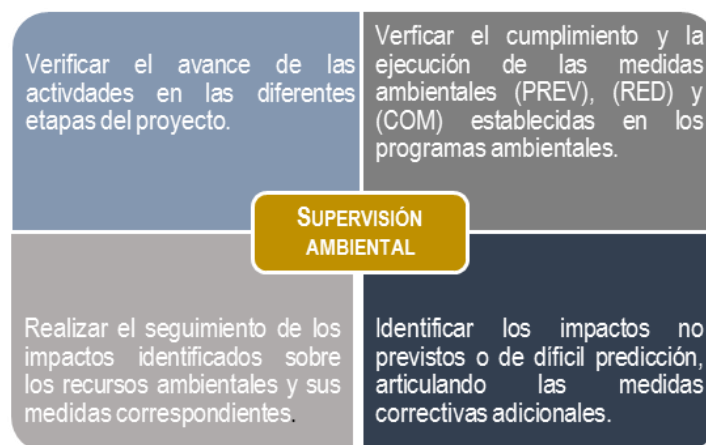 Verificar el avance de las
activdades en las diferentes
etapas del proyecto.
Verficar el cumplimiento y la
ejecución de las medidas
ambientales (PREV), (RED) y
(COM) establecidas en los
programas ambientales.
SUPERVISIÓN
AMBIENTAL
Realizar el seguimiento de los
impactos identificados sobre
los recursos ambientales y sus
medidas correspondientes.
Identificar los impactos no
previstos o de díficil predicción,
articulando las medidas
correctivas adicionales.